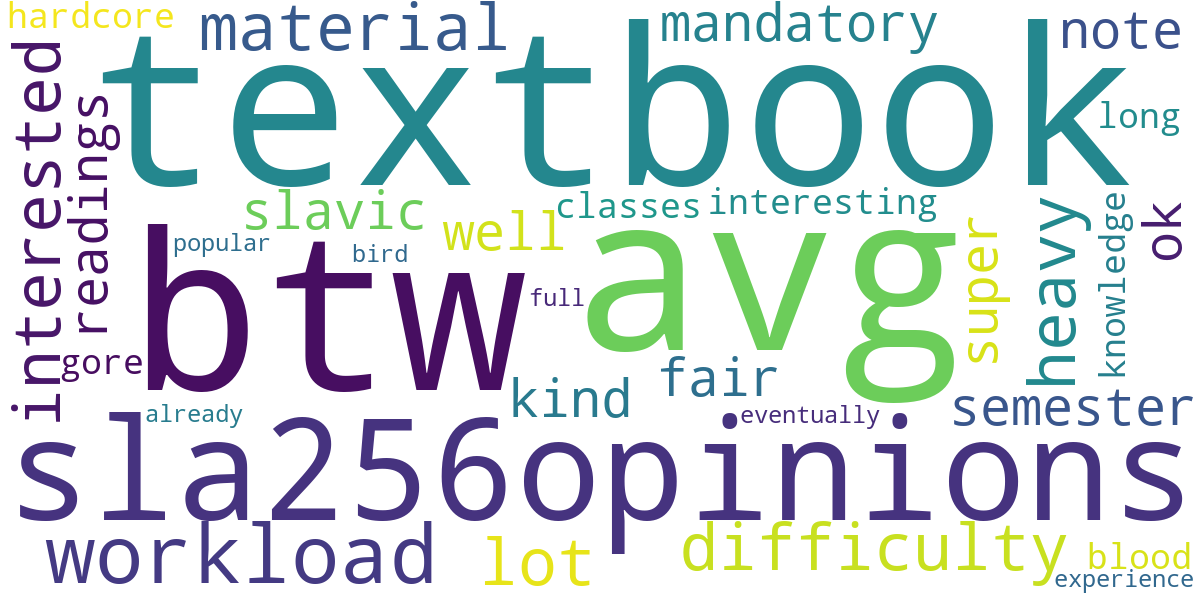 hardcore
material
mandatory
note
textbook
long
interested
readings
slavic
well
classes
interesting
popular
bird
btw
full
avg
super
heavy
knowledge
ok
gore
already
kind
fair
eventually
semester
sla256opinions
workload
lot
difficulty
blood
experience